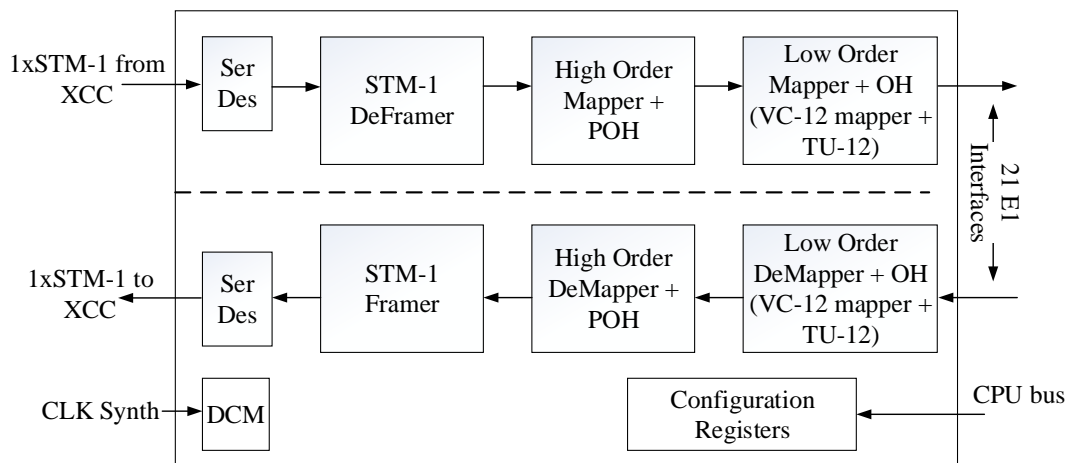 1xSTM-1 from
XCC
Ser
Des
STM-1
DeFramer
High Order
Mapper +
POH
Low Order
Mapper + OH
(VC-12 mapper +
TU-12)
21 E1
Interfaces
1xSTM-1 to
XCC
Ser
Des
STM-1
Framer
High Order
DeMapper +
POH
Low Order
DeMapper + OH
(VC-12 mapper +
TU-12)
CLK Synth
DCM
Configuration
Registers
CPU bus